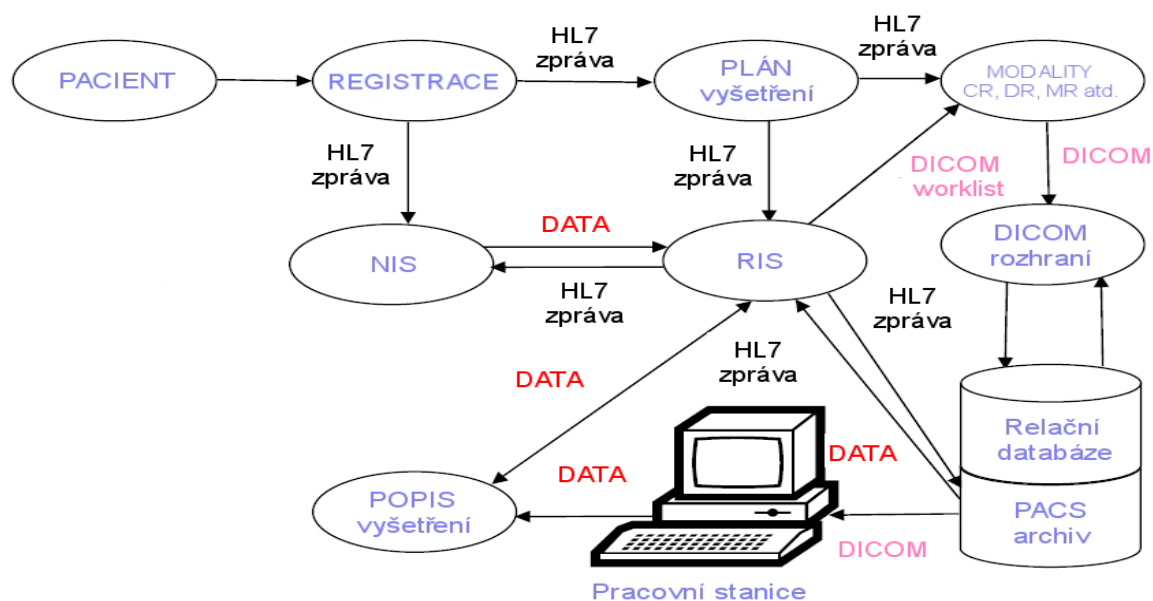 HL7
zpráva
HL7
zpráva
PACIENT
REGISTRACE
PLÁN
vyšetření
MODALITY
CR, DR, MR atd.
HL7
zpráva
HL7
zpráva
DICOM
worklist
DICOM
DATA
NIS
RIS
DICOM
rozhraní
HL7
zpráva
HL7
zpráva
HL7
zpráva
DATA
Relační
databáze
DATA
DATA
POPIS
vyšetření
PACS
archiv
DICOM
Pracovní stanice